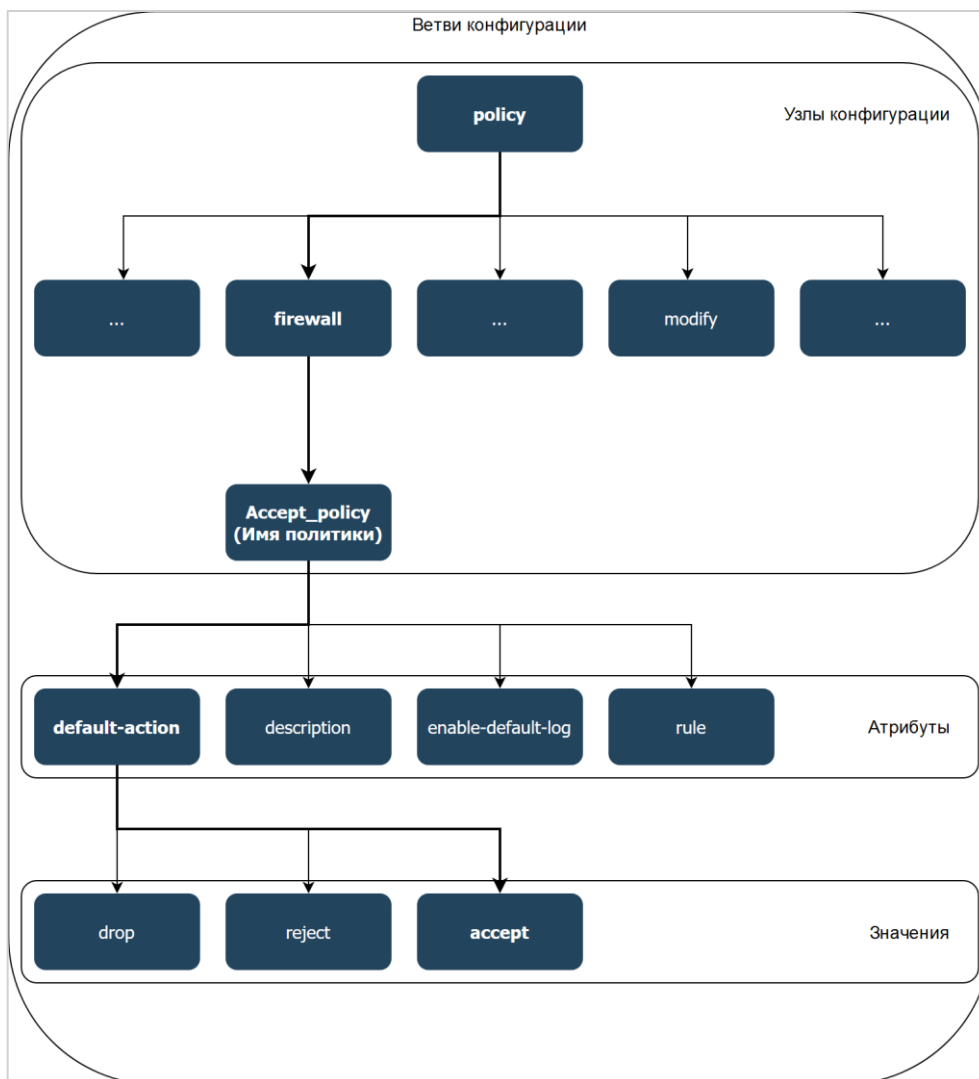 Ветви конфигурации
policy
Узлы конфигурации
...
firewall
...
modify
...
Accept_policy
(Имя политики)
default-action
description
enable-default-log
rule
Атрибуты
drop
reject
accept
Значения